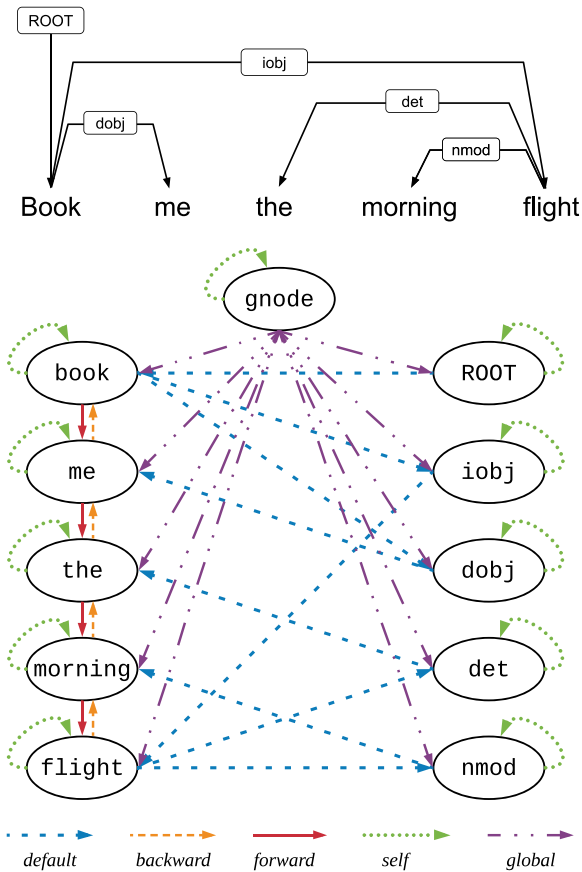 ROOT
iobj
det
dobj
nmod
Book me the morning flight
gnode
book ROOT
me iobj
the dobj
morning det
flight nmod
default backward forward self global